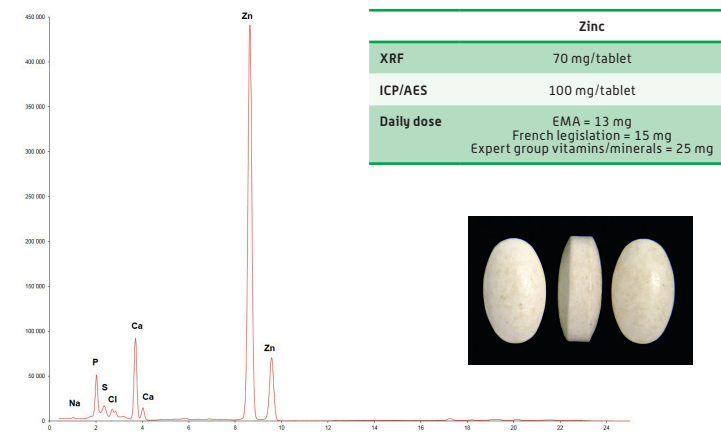 Zinc
XRF 70 mg/tablet
ICP/AES 100 mg/tablet
Daily dose EMA = 13 mg
French legislation = 15 mg
Expert group vitamins/minerals = 25 mg
450 000
400 000
350 000
300 000
250 000
200 000
150 000
100 000
50 000
0
Na
P
S
Cl
Ca
Ca
Zn
Zn
0 2 4 6 8 10 12 14 16 18 20 22 24